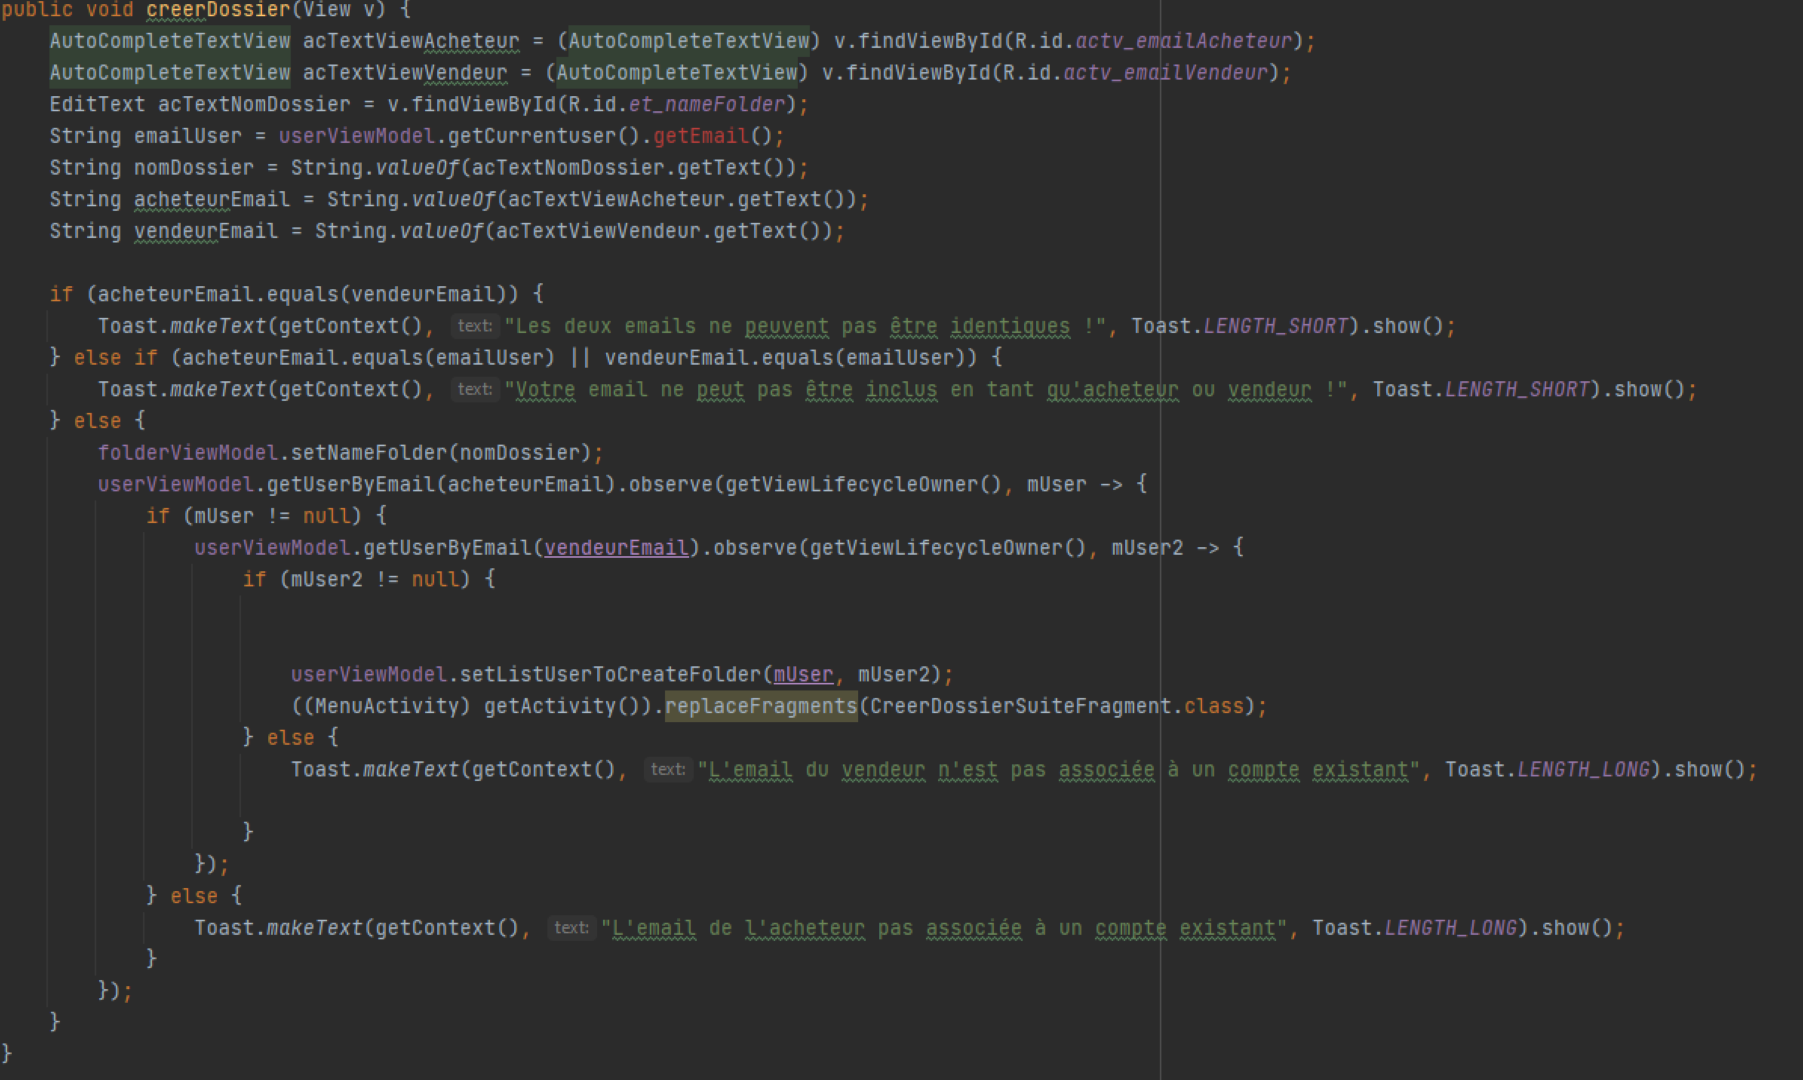 public void creerDossier(View v) {
    AutoCompleteTextView acTextViewAcheteur = (AutoCompleteTextView) v.findViewById(R.id.actv_emailAcheteur);
    AutoCompleteTextView acTextViewVendeur = (AutoCompleteTextView) v.findViewById(R.id.actv_emailVendeur);
    EditText acTextNomDossier = v.findViewById(R.id.et_nameFolder);
    String emailUser = userViewModel.getCurrentuser().getEmail();
    String nomDossier = String.valueOf(acTextNomDossier.getText());
    String acheteurEmail = String.valueOf(acTextViewAcheteur.getText());
    String vendeurEmail = String.valueOf(acTextViewVendeur.getText());

    if (acheteurEmail.equals(vendeurEmail)) {
        Toast.makeText(getContext(), text: "Les deux emails ne peuvent pas être identiques !", Toast.LENGTH_SHORT).show();
    } else if (acheteurEmail.equals(emailUser) || vendeurEmail.equals(emailUser)) {
        Toast.makeText(getContext(), text: "Votre email ne peut pas être inclus en tant qu'acheteur ou vendeur !", Toast.LENGTH_SHORT).show();
    } else {
        folderViewModel.setNameFolder(nomDossier);
        userViewModel.getUserByEmail(acheteurEmail).observe(getViewLifecycleOwner(), mUser -> {
            if (mUser != null) {
                userViewModel.getUserByEmail(vendeurEmail).observe(getViewLifecycleOwner(), mUser2 -> {
                    if (mUser2 != null) {

                        userViewModel.setListUserToCreateFolder(mUser, mUser2);
                        ((MenuActivity) getActivity()).replaceFragments(CreerDossierSuiteFragment.class);
                    } else {
                        Toast.makeText(getContext(), text: "L'email du vendeur n'est pas associée à un compte existant", Toast.LENGTH_LONG).show();

                    }
                });
            } else {
                Toast.makeText(getContext(), text: "L'email de l'acheteur pas associée à un compte existant", Toast.LENGTH_LONG).show();
            }
        });
    }
}